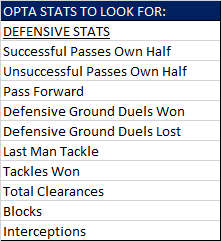 OPTA STATS TO LOOK FOR:
DEFENSIVE STATS
Successful Passes Own Half
Unsuccessful Passes Own Half
Pass Forward
Defensive Ground Duels Won
Defensive Ground Duels Lost
Last Man Tackle
Tackles Won
Total Clearances
Blocks
Interceptions